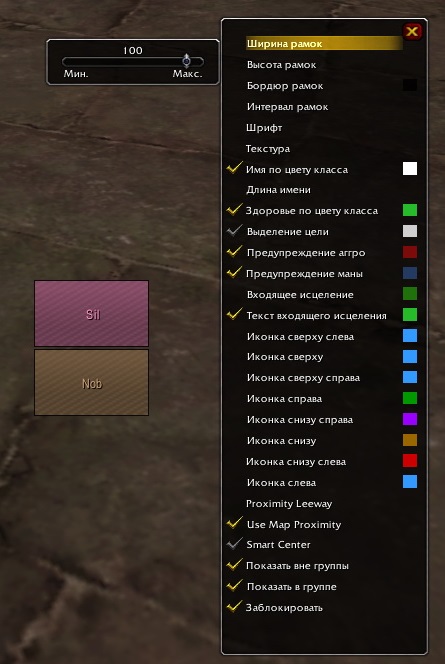 100
Мин. Макс.
Sil
Nob
Ширина рамок
Высота рамок
Бордюр рамок
Интервал рамок
Шрифт
Текстура
Имя по цвету класса
Длина имени
Здоровье по цвету класса
Выделение цели
Предупреждение аггро
Предупреждение маны
Входящее исцеление
Текст входящего исцеления
Иконка сверху слева
Иконка сверху
Иконка сверху справа
Иконка справа
Иконка снизу справа
Иконка снизу
Иконка снизу слева
Иконка слева
Proximity Leeway
Use Map Proximity
Smart Center
Показать вне группы
Показать в группе
Заблокировать